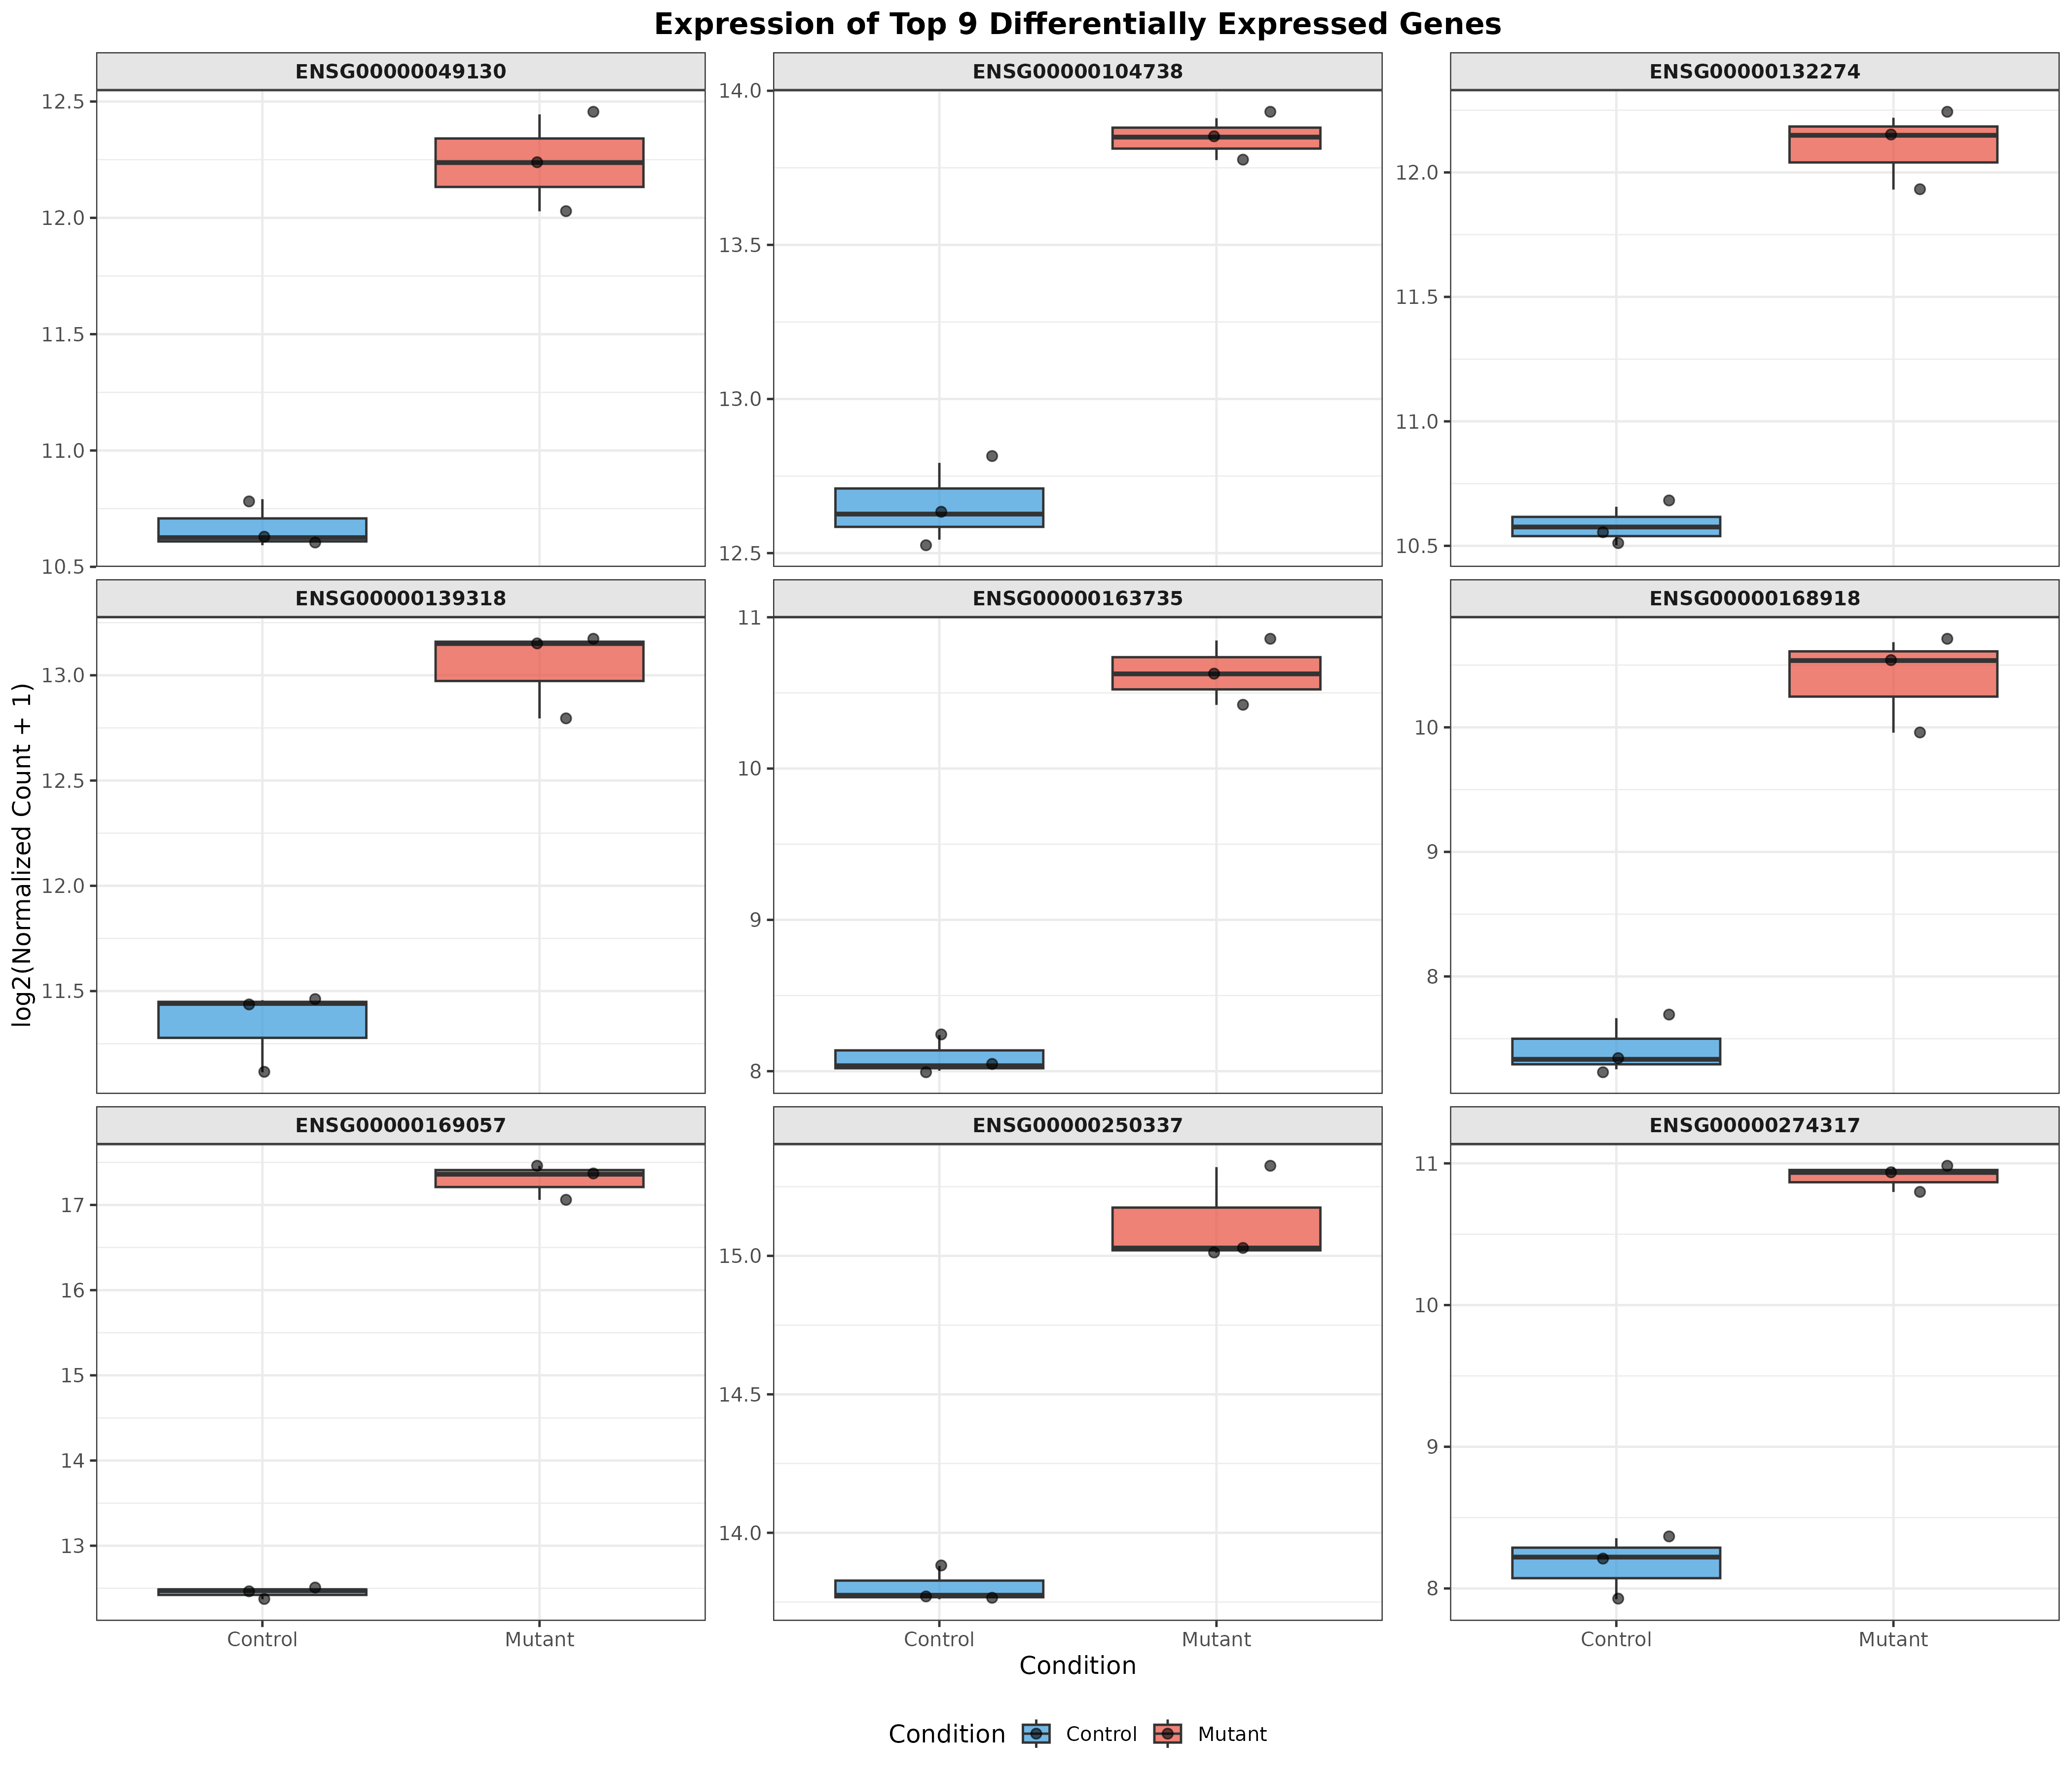 Expression of Top 9 Differentially Expressed Genes
ENSG00000049130
ENSG00000104738
ENSG00000132274
12.5
12.0
11.5
11.0
10.5
14.0
13.5
13.0
12.5
12.0
11.5
11.0
10.5
ENSG00000139318
ENSG00000163735
ENSG00000168918
log2(Normalized Count + 1)
13.0
12.5
12.0
11.5
11
10
9
8
10
9
8
ENSG00000169057
ENSG00000250337
ENSG00000274317
17
16
15
14
13
15.0
14.5
14.0
11
10
9
8
Control
Mutant
Control
Mutant
Control
Mutant
Condition
Condition
Control
Mutant